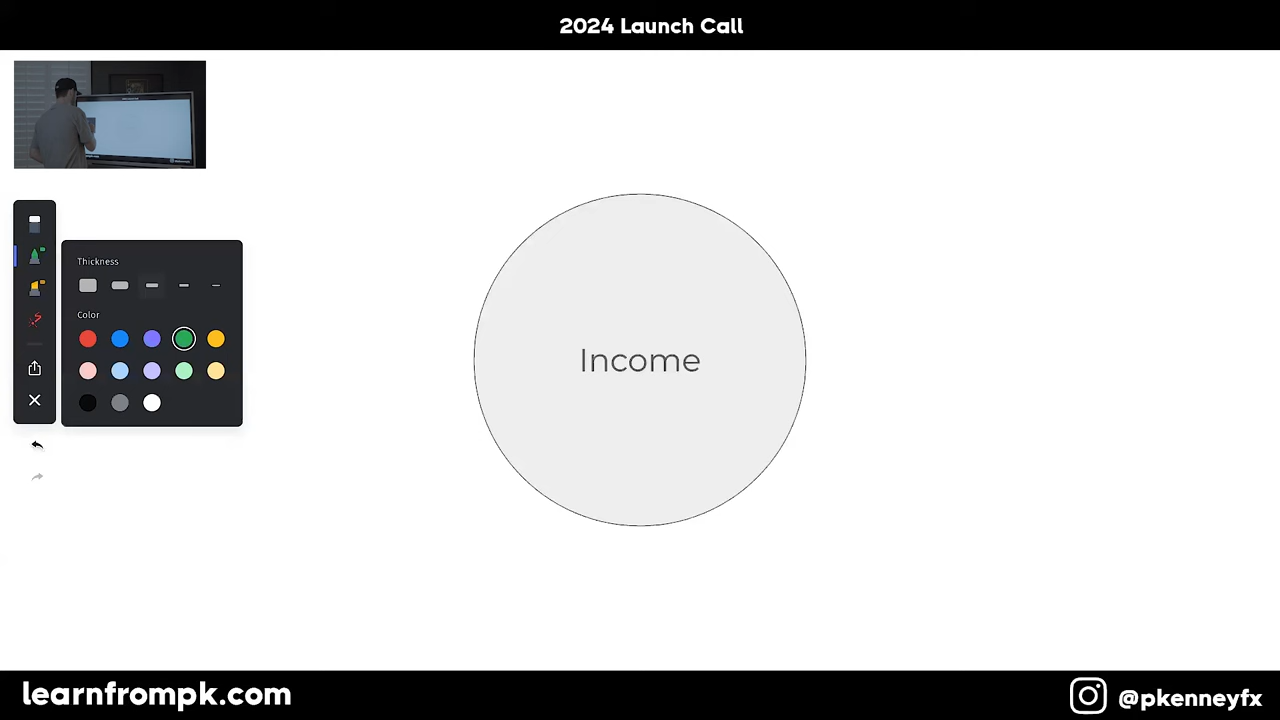 2024 Launch Call
Thickness
Color
Income
learnfrompk.com
@pkenneyfx